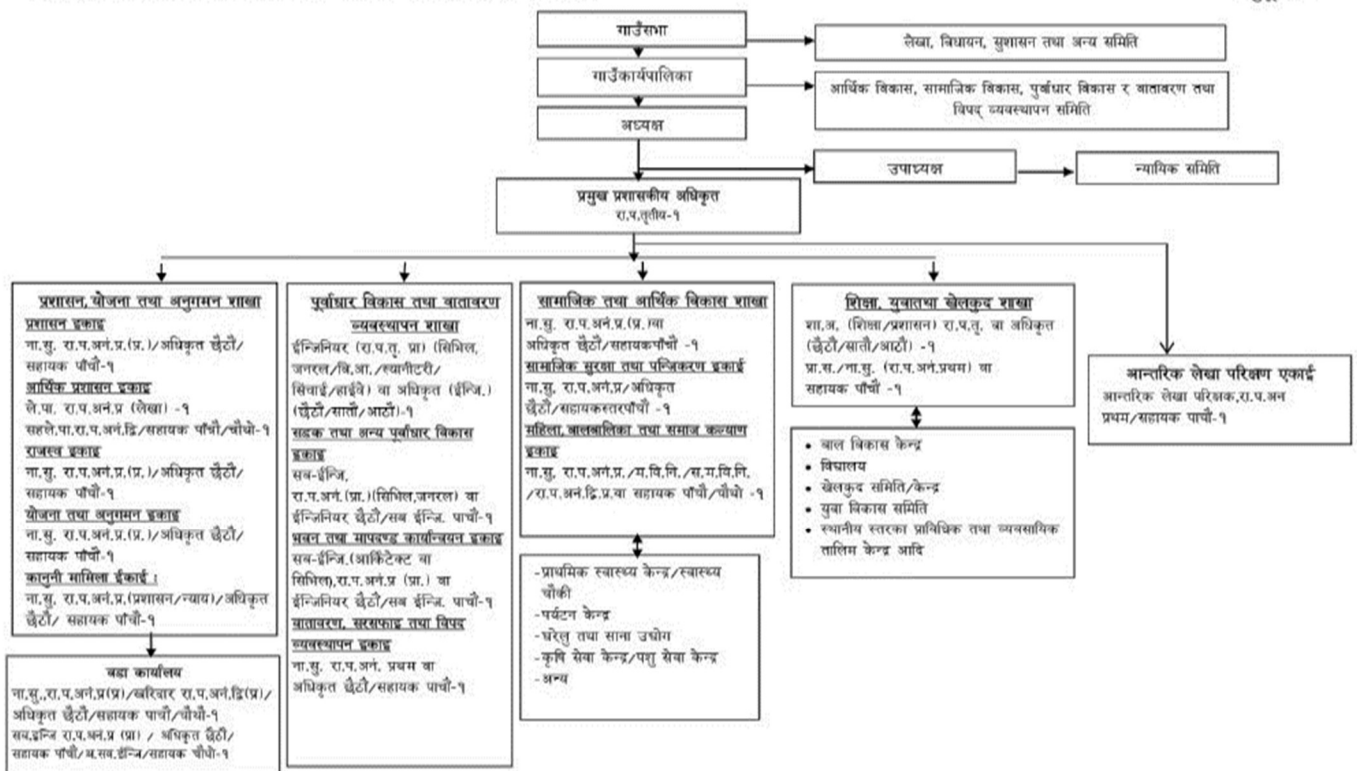 गाउँसभा
लेखा, विधायन, सुशासन तथा अन्य समिति
गाउँकार्यपालिका
आर्थिक विकास, सामाजिक विकास, पुर्वाधार विकास र वातावरण तथा
विपद् व्यवस्थापन समिति
अध्यक्ष
उपाध्यक्ष
न्यायिक समिति
प्रमुख प्रशासकीय अधिकृत
रा.प.तृतीय-१
प्रशासन, योजना तथा अनुगमन शाखा
प्रशासन इकाइ
ना.सु. रा.प.अनं.प्र.(प्र.)/अधिकृत छैटौं/
सहायक पाँचौ-१
आर्थिक प्रशासन इकाइ
ले.पा. रा.प.अनं.प्र (लेखा) -१
सहले.पा.रा.प.अनं.द्वि/सहायक पाँचौ/चौथो-१
राजस्व इकाइ
ना.सु. रा.प.अनं.प्र.(प्र.)/अधिकृत छैटौ/
सहायक पाँचौ-१
योजना तथा अनुगमन इकाइ
ना.सु. रा.प.अनं.प्र.(प्र.)/अधिकृत छैटौ/
सहायक पाँचौ-१
कानुनी मामिला ईकाई :
ना.सु. रा.प.अनं.प्र.(प्रशासन/न्याय)/अधिकृत
छैटौ/ सहायक पाँचौ-१
वडा कार्यालय
ना.सु.,रा.प.अनं.प्र(प्र)/खरिदार रा.प.अनं.द्वि(प्र)/
अधिकृत छैटौ/सहायक पाचौ/चौथौ-१
सव.इन्जि रा.प.अनं.प्र (प्रा) / अधिकृत छैटौ/
सहायक पाँचौ/अ.सव.ईन्जि/सहायक चौथो-१
पूर्वाधार विकास तथा वातावरण
व्यवस्थापन शाखा
ईन्जिनियर (रा.प.तृ. प्रा) (सिभिल,
जनरल/वि.आ./स्यानीटरी/
सिंचाई/हाईवे) वा अधिकृत (ईन्जि.)
(छैटौ/सातौ/आटौ)-१
सडक तथा अन्य पूर्वाधार विकास
इकाइ
सब-ईन्जि.
रा.प.अनं.(प्रा.)(सिभिल,जनरल) वा
ईन्जिनियर छैटौ/सब ईन्जि. पाचौ-१
भवन तथा मापदण्ड कार्यान्वयन इकाइ
सब-ईन्जि.(आर्किटेक्ट वा
सिभिल),रा.प.अनं.प्र (प्रा.) वा
ईन्जिनियर छैटौ/सब ईन्जि. पाचौ-१
वातावरण, सरसफाइ तथा विपद
व्यवस्थापन इकाइ
ना.सु. रा.प.अनं. प्रथम वा
अधिकृत छैटौ/सहायक पाचौ-१
सामाजिक तथा आर्थिक विकास शाखा
ना.सु. रा.प.अनं.प्र.(प्र.)वा
अधिकृत छैटौ/सहायकपाँचौ -१
सामाजिक सुरक्षा तथा पन्जिकरण इकाई
ना.सु. रा.प.अनं.प्र/अधिकृत
छैटौ/सहायकस्तरपाँचौ -१
महिला, बालबालिका तथा समाज कल्याण
इकाइ
ना.सु. रा.प.अनं.प्र./म.वि.नि./स.म.वि.नि.
/रा.प.अनं.द्वि.प्र.वा सहायक पाँचौ/चौथो -१
-प्राथमिक स्वास्थ्य केन्द्र/स्वास्थ्य
चौकी
-पर्यटन केन्द्र
-घरेलु तथा साना उद्योग
-कृषि सेवा केन्द्र/पशु सेवा केन्द्र
-अन्य
शिक्षा, युवातथा खेलकुद शाखा
शा.अ. (शिक्षा/प्रशासन) रा.प.तृ. वा अधिकृत
(छैटौ/सातौ/आटौ) -१
प्रा.स./ना.सु. (रा.प.अनं.प्रथम) वा
सहायक पाँचौ -१
• बाल विकास केन्द्र
• विद्यालय
• खेलकुद समिति/केन्द्र
• युवा विकास समिति
• स्थानीय स्तरका प्राविधिक तथा व्यवसायिक
तालिम केन्द्र आदि
आन्तरिक लेखा परिक्षण एकाई
आन्तरिक लेखा परिक्षक,रा.प.अन
प्रथम/सहायक पाचौ-१